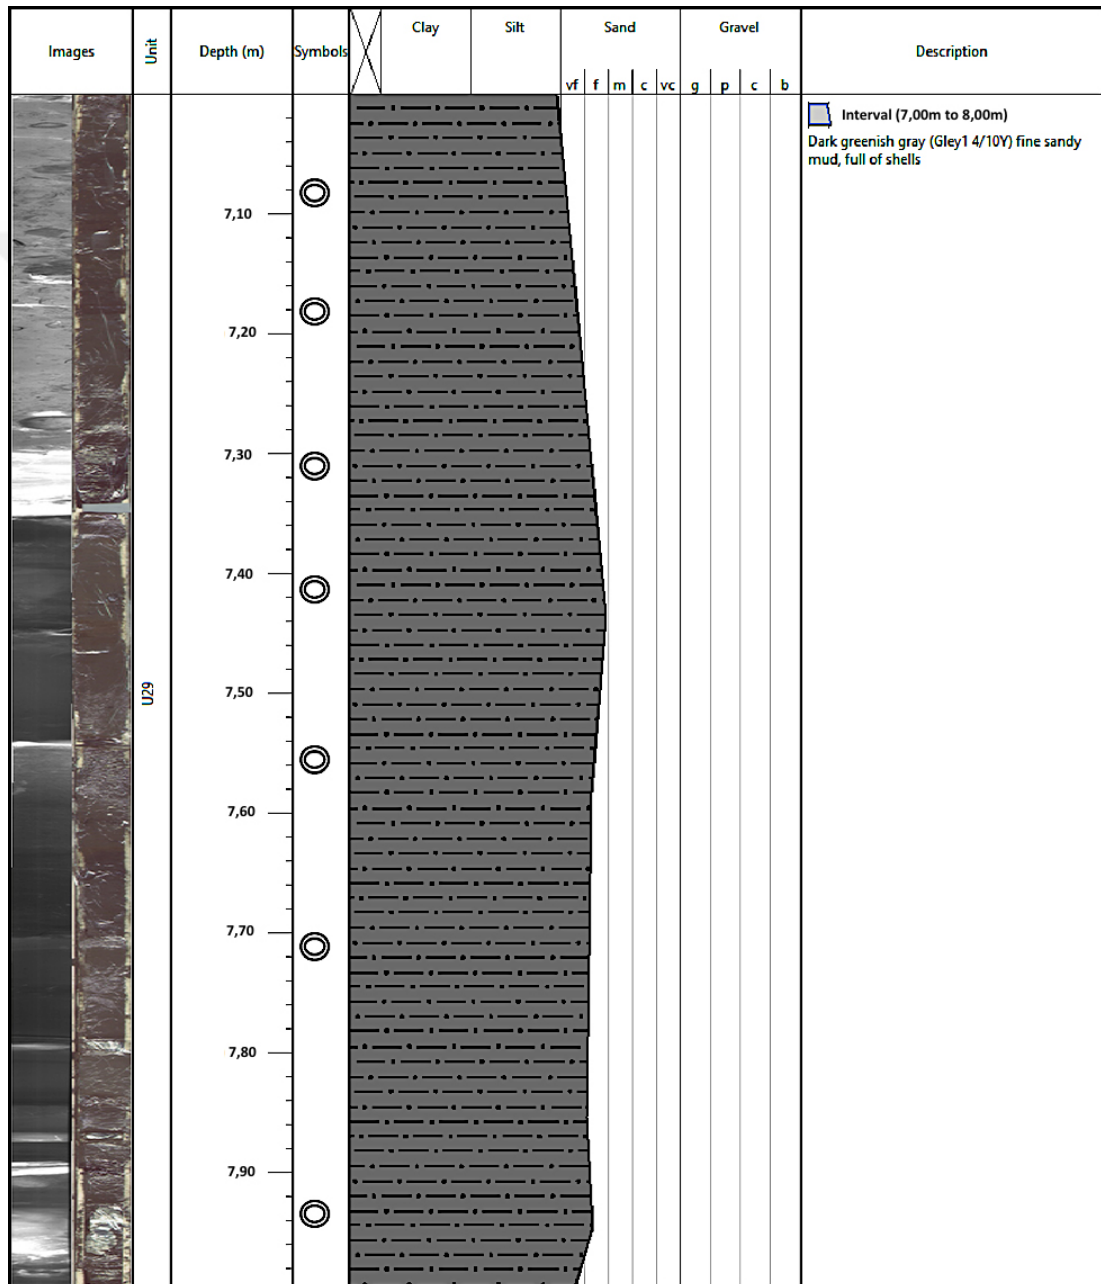 Images
Unit
Depth (m)
Symbols
Clay
Silt
Sand
Gravel
Description
vf
f
m
c
vc
g
p
c
b
Interval (7,00m to 8,00m)
Dark greenish gray (Gley1 4/10Y) fine sandy
mud, full of shells
7,10
7,20
7,30
7,40
7,50
U29
7,60
7,70
7,80
7,90